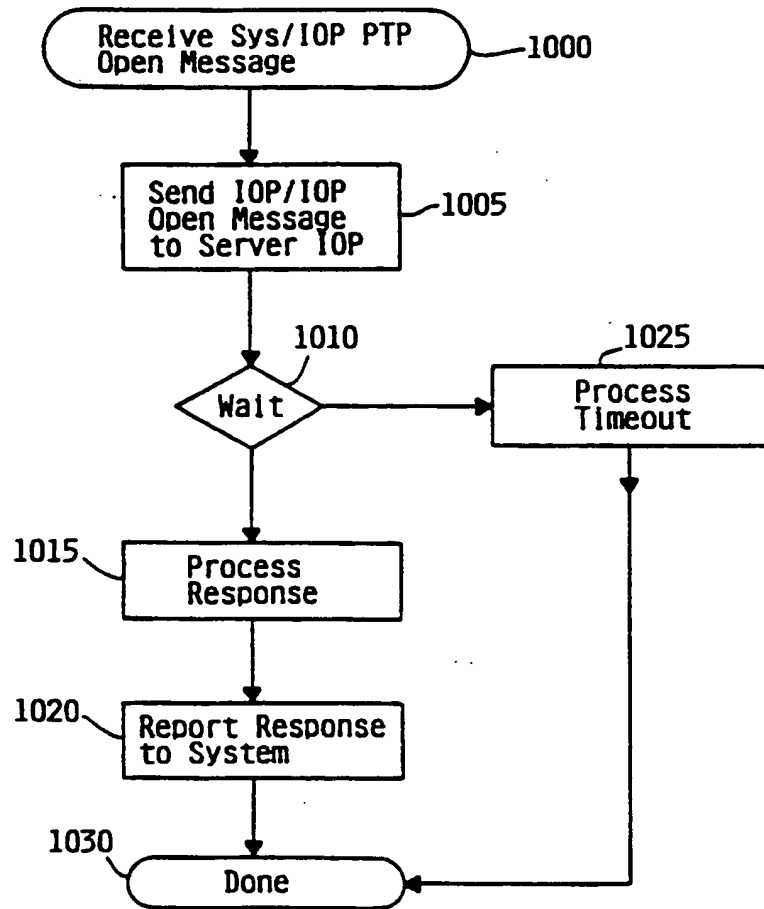 Receive Sys/IOP PTP
Open Message
1000
Send IOP/IOP
Open Message
to Server IOP
1005
1010
Wait
1025
Process
Timeout
1015
Process
Response
1020
Report Response
to System
1030
Done